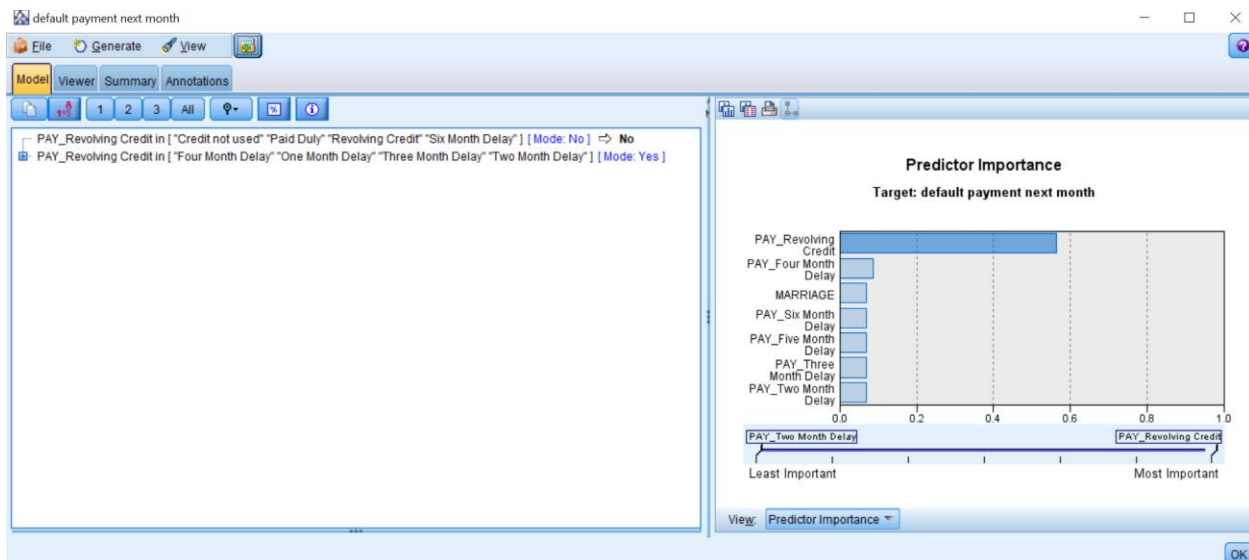 default payment next month
File Generate View
Model Viewer Summary Annotations
1 2 3 All %
PAY_Revolving Credit in [ "Credit not used" "Paid Duly" "Revolving Credit" "Six Month Delay" ] [ Mode: No ] ⇨ No
PAY_Revolving Credit in [ "Four Month Delay" "One Month Delay" "Three Month Delay" "Two Month Delay" ] [ Mode: Yes ]
Predictor Importance
Target: default payment next month
PAY_Revolving
Credit
PAY_Four Month
Delay
MARRIAGE
PAY_Six Month
Delay
PAY_Five Month
Delay
PAY_Three
Month Delay
PAY_Two Month
Delay
0.0 0.2 0.4 0.6 0.8 1.0
PAY_Two Month Delay PAY_Revolving Credit
Least Important Most Important
View: Predictor Importance
OK